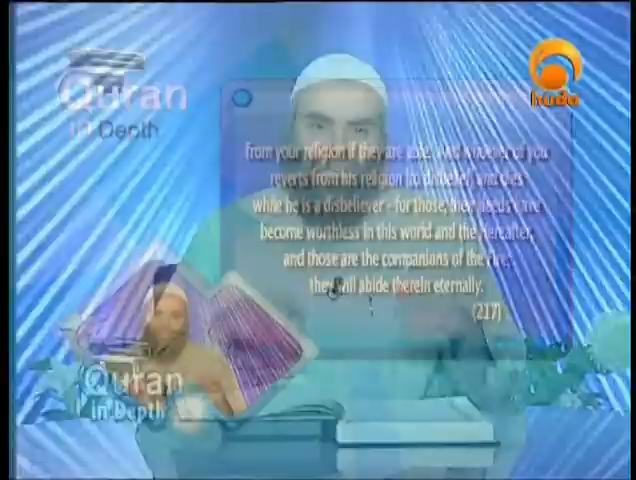 Quran
in Depth
huda
from your religion if they are able. And whoever of you
reverts from his religion [to disbelief] and dies
while he is a disbeliever - for those, their deeds have
become worthless in this world and the Hereafter,
and those are the companions of the Fire;
they will abide therein eternally.
(217)
Quran
in Depth